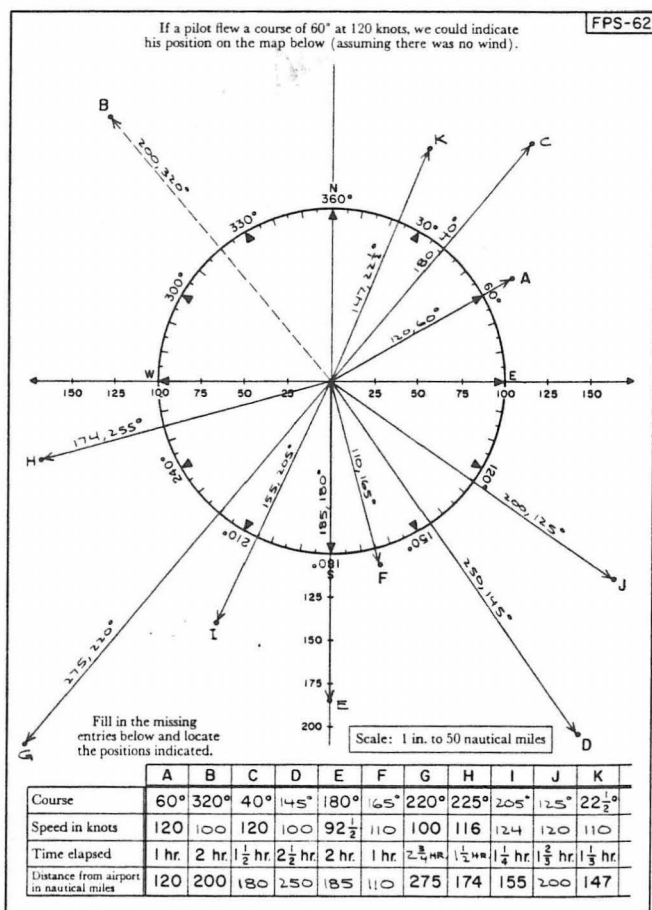 FPS-62
If a pilot flew a course of 60° at 120 knots, we could indicate
his position on the map below (assuming there was no wind).
B
K
C
200, 320°
N
360°
330°
30°
180, 40°
147, 22½°
300°
60°
A
120, 60°
W
E
150 125 100 75 50 25 25 50 75 100 125 150
174, 255°
H
240°
155, 205°
185, 180°
110, 165°
120°
200, 125°
210°
150°
180°
S
F
J
250, 145°
125
I
150
275, 220°
175
E
200
G
D
Fill in the missing
entries below and locate
the positions indicated.
Scale: 1 in. to 50 nautical miles
A B C D E F G H I J K
Course 60° 320° 40° 145° 180° 165° 220° 225° 205° 125° 22½°
Speed in knots 120 100 120 100 92½ 110 100 116 124 120 110
Time elapsed 1 hr. 2 hr. 1½ hr. 2½ hr. 2 hr. 1 hr. 2¾ HR. 1½ HR. 1¼ hr. 1⅔ hr. 1⅓ hr.
Distance from airport
in nautical miles 120 200 180 250 185 110 275 174 155 200 147